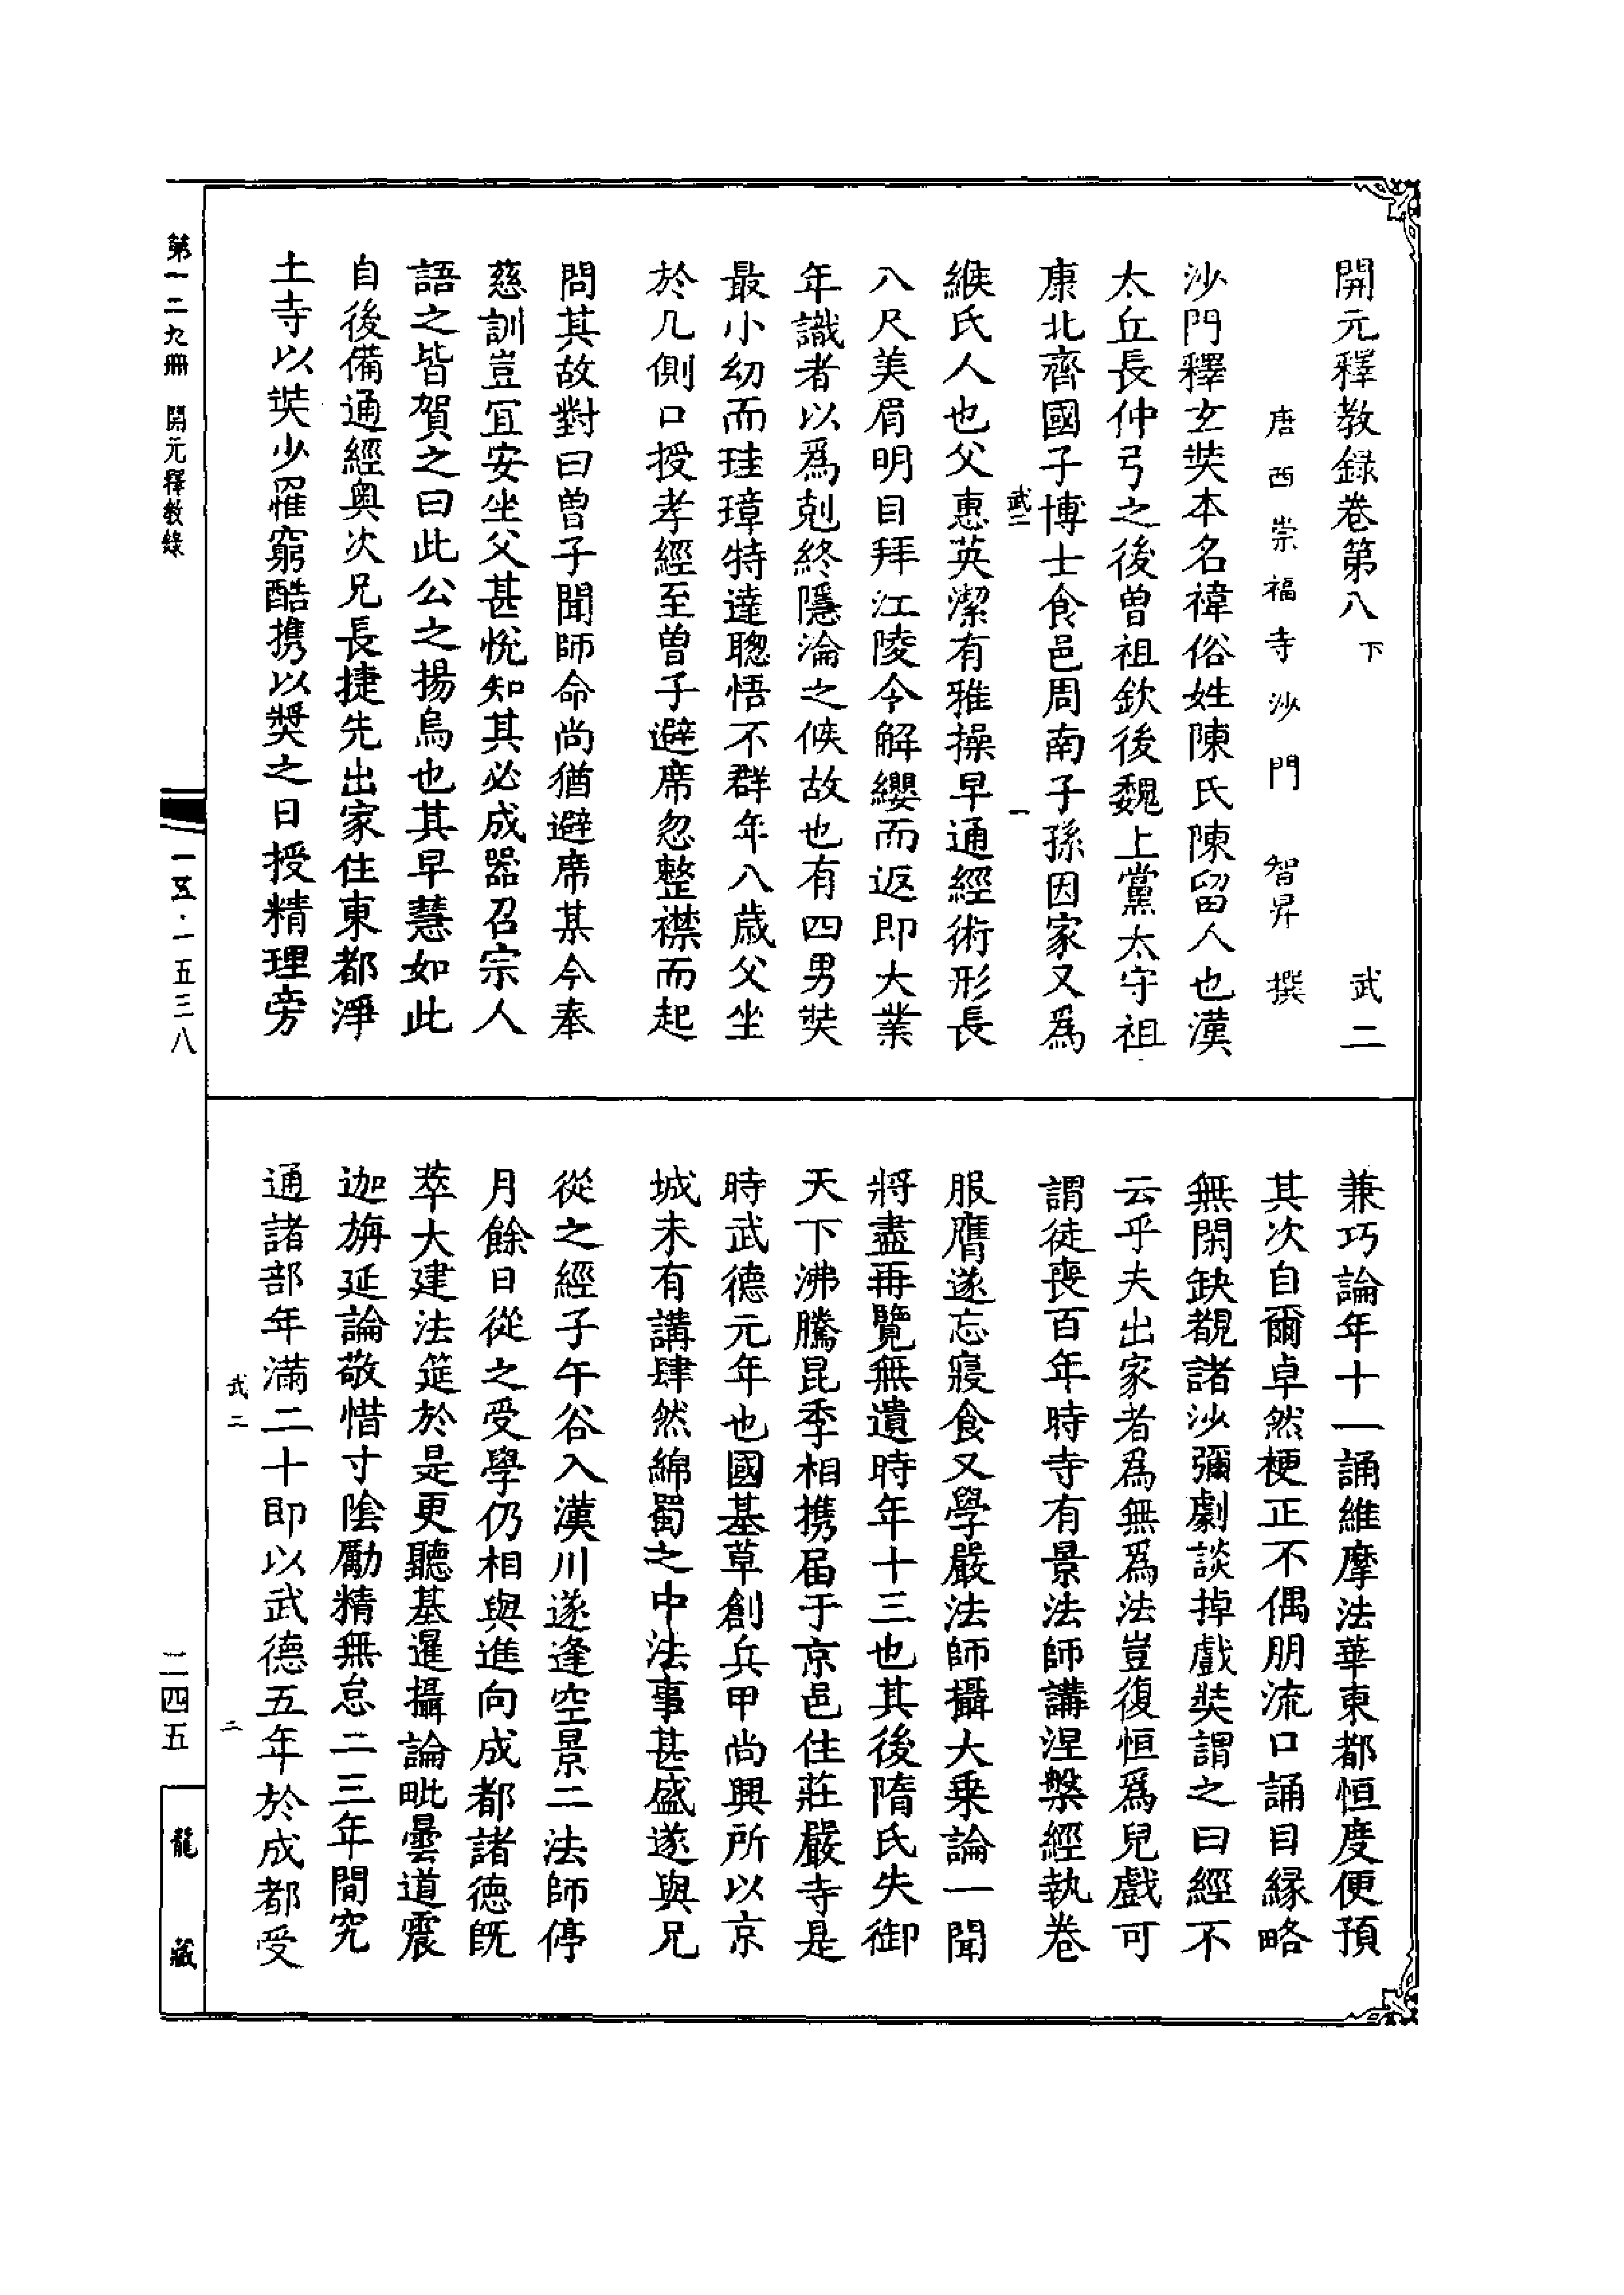 開元釋教録卷第八 下 武二
唐西崇福寺沙門 智昇 撰
沙門釋玄奘本名褘俗姓陳氏陳留人也漢
太丘長仲弓之後曽祖欽後魏上黨太守祖
康北齊國子博士食邑周南子孫因家又爲
武二 一
緱氏人也父惠英潔有雅操早通經術形長
八尺美眉明目拜江陵令解纓而返即大業
年識者以爲剋終隱淪之候故也有四男奘
最小幼而珪璋特達聰悟不群年八歲父坐
於几側口授孝經至曽子避席忽整襟而起
問其故對曰曽子聞師命尚猶避席某今奉
慈訓豈宜安坐父甚悅知其必成器召宗人
語之皆賀之曰此公之揚烏也其早慧如此
自後備通經奥次兄長捷先出家住東都淨
土寺以奘少罹窮酷携以奬之日授精理旁
兼巧論年十一誦維摩法華東都恒度便預
其次自爾卓然梗正不偶朋流口誦目緣略
無閑缺覩諸沙彌劇談掉戲奘謂之曰經不
云乎夫出家者爲無爲法豈復恒爲兒戲可
謂徒喪百年時寺有景法師講涅槃經執卷
服膺遂忘寢食又學嚴法師攝大乗論一聞
將盡再覽無遺時年十三也其後隋氏失御
天下沸騰昆季相携届于京邑住莊嚴寺是
時武德元年也國基草創兵甲尚興所以京
城未有講肆然綿蜀之中法事甚盛遂與兄
從之經子午谷入漢川遂逢空景二法師停
月餘日從之受學仍相與進向成都諸德既
萃大建法筵於是更聽基暹攝論毗曇道震
迦旃延論敬惜寸陰勵精無怠二三年間究
通諸部年滿二十即以武德五年於成都受
武二 二
第一二九冊 開元釋教錄
一五·一五三八
二四五
龍藏